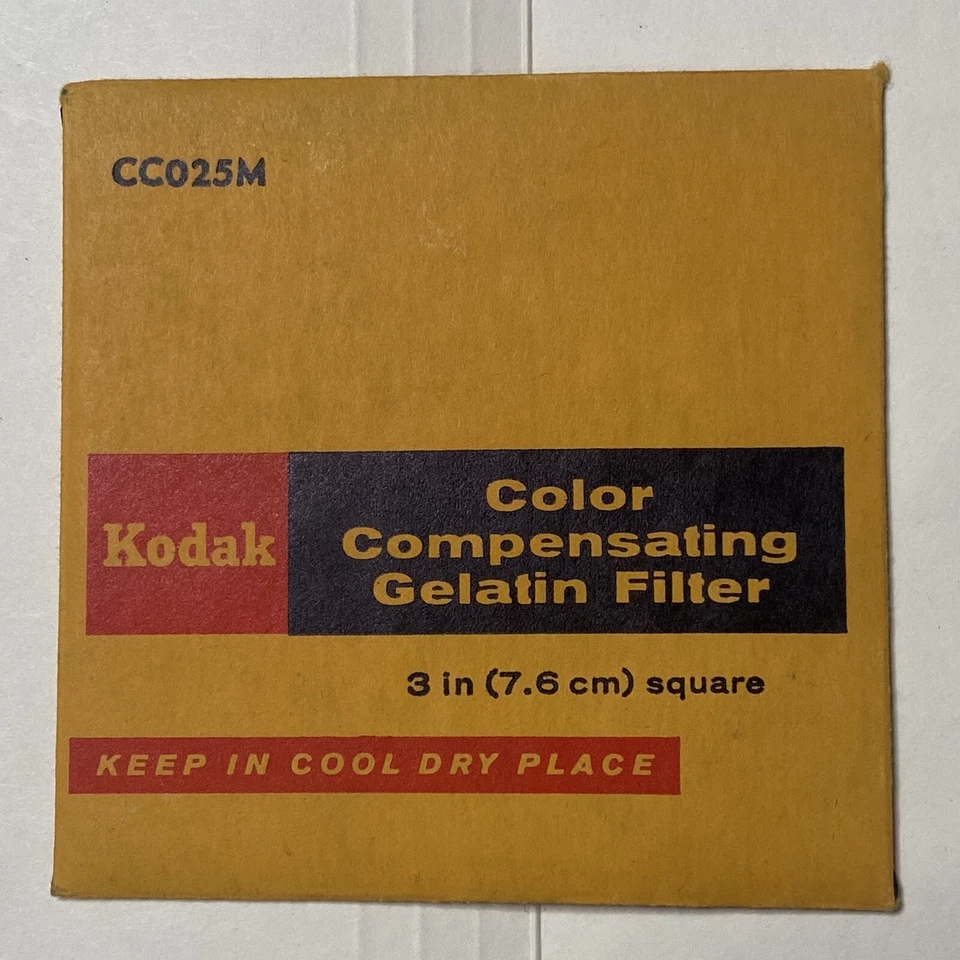 CC025M
Kodak
Color
Compensating
Gelatin Filter
3 in (7.6 cm) square
KEEP IN COOL DRY PLACE